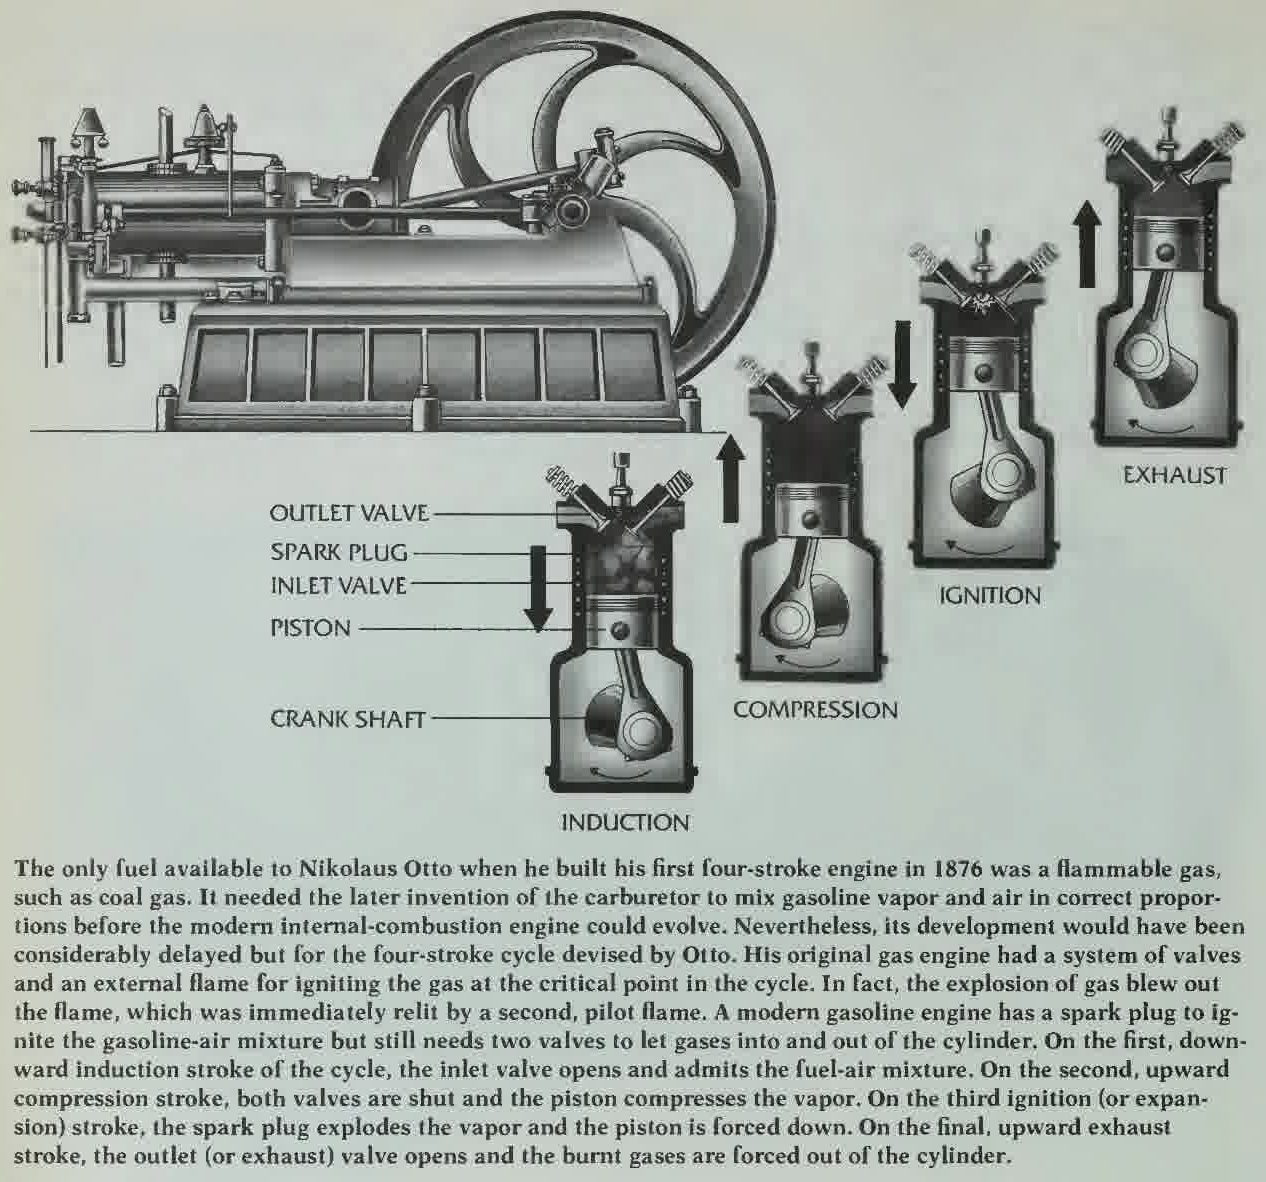 EXHAUST
OUTLET VALVE
SPARK PLUG
INLET VALVE
IGNITION
PISTON
CRANK SHAFT
COMPRESSION
INDUCTION
The only fuel available to Nikolaus Otto when he built his first four-stroke engine in 1876 was a flammable gas,
such as coal gas. It needed the later invention of the carburetor to mix gasoline vapor and air in correct propor-
tions before the modern internal-combustion engine could evolve. Nevertheless, its development would have been
considerably delayed but for the four-stroke cycle devised by Otto. His original gas engine had a system of valves
and an external flame for igniting the gas at the critical point in the cycle. In fact, the explosion of gas blew out
the flame, which was immediately relit by a second, pilot flame. A modern gasoline engine has a spark plug to ig-
nite the gasoline-air mixture but still needs two valves to let gases into and out of the cylinder. On the first, down-
ward induction stroke of the cycle, the inlet valve opens and admits the fuel-air mixture. On the second, upward
compression stroke, both valves are shut and the piston compresses the vapor. On the third ignition (or expan-
sion) stroke, the spark plug explodes the vapor and the piston is forced down. On the final, upward exhaust
stroke, the outlet (or exhaust) valve opens and the burnt gases are forced out of the cylinder.